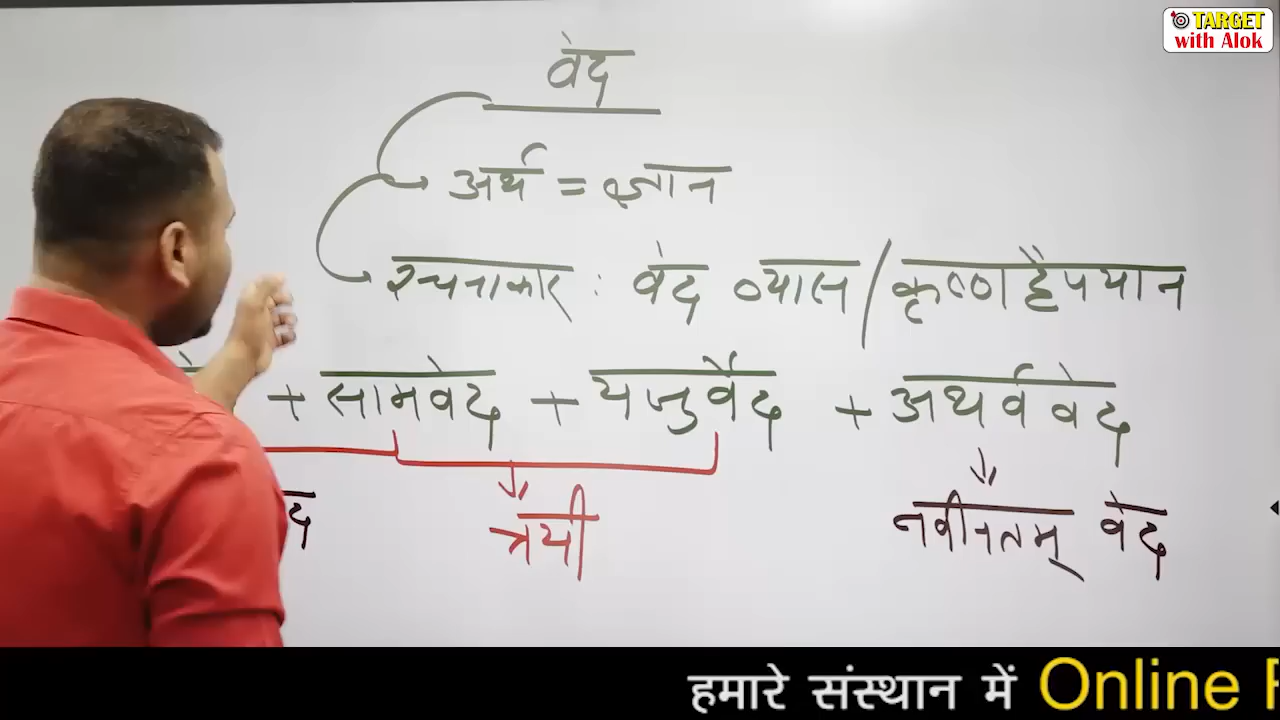 TARGET
with Alok
वेद
अर्थ = ज्ञान
रचनाकार : वेद व्यास / कृष्णद्वैपयान
+ सामवेद + यजुर्वेद + अथर्ववेद
त्रयी
नवीनतम् वेद
हमारे संस्थान में Online